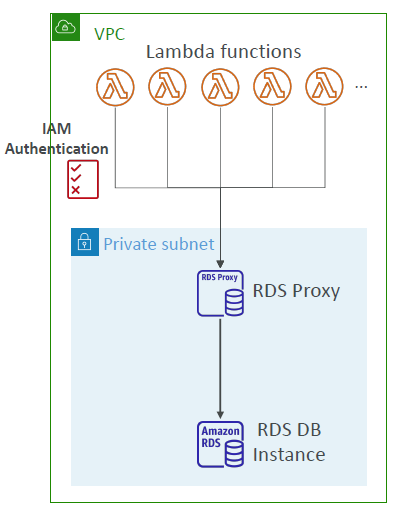 VPC
Lambda functions
...
IAM
Authentication
Private subnet
RDS Proxy
RDS Proxy
Amazon
RDS
RDS DB
Instance